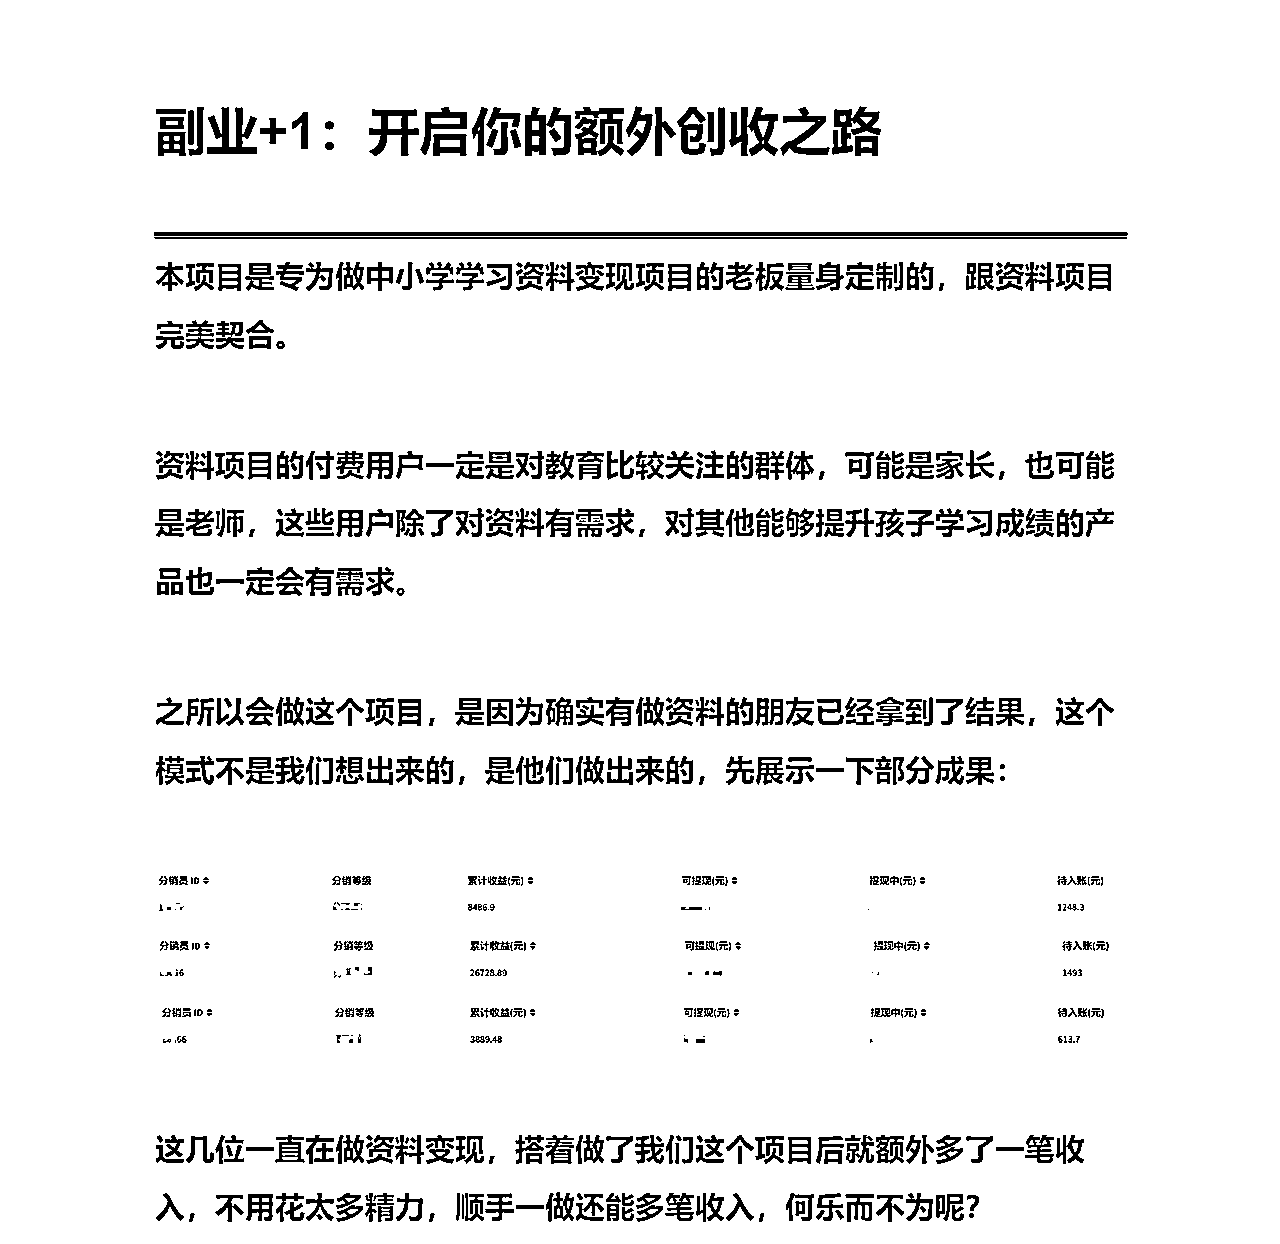 副业+1：开启你的额外创收之路
本项目是专为做中小学学习资料变现项目的老板量身定制的，跟资料项目
完美契合。
资料项目的付费用户一定是对教育比较关注的群体，可能是家长，也可能
是老师，这些用户除了对资料有需求，对其他能够提升孩子学习成绩的产
品也一定会有需求。
之所以会做这个项目，是因为确实有做资料的朋友已经拿到了结果，这个
模式不是我们想出来的，是他们做出来的，先展示一下部分成果：
分销员 ID 分销等级 累计收益(元) 可提现(元) 提现中(元) 待入账(元)
8486.9 1248.3
分销员 ID 分销等级 累计收益(元) 可提现(元) 提现中(元) 待入账(元)
26728.89 1493
分销员 ID 分销等级 累计收益(元) 可提现(元) 提现中(元) 待入账(元)
3889.48 613.7
这几位一直在做资料变现，搭着做了我们这个项目后就额外多了一笔收
入，不用花太多精力，顺手一做还能多笔收入，何乐而不为呢？